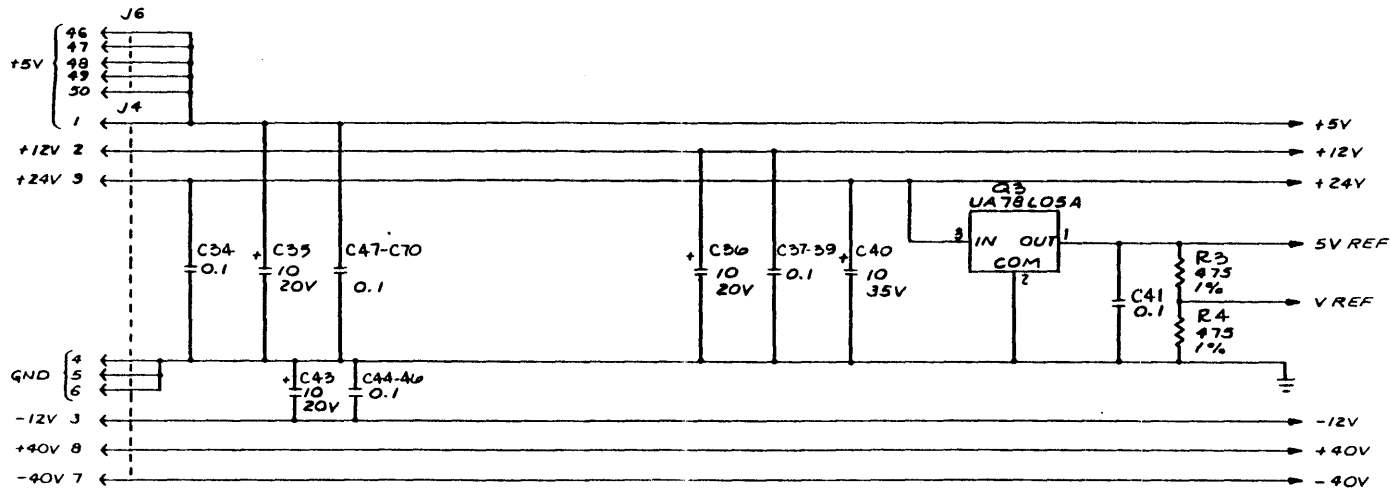 J6
46
47
+5V 48
49
50
J4
1
+5V
+12V 2
+12V
+24V 9
+24V
Q3
UA78L05A
3 IN OUT 1
COM
2
5V REF
C34
0.1
+ C35
10
20V
C47-C70
0.1
+ C36
10
20V
C37-39
0.1
+ C40
10
35V
C41
0.1
R3
475
1%
V REF
R4
475
1%
4
GND 5
6
+ C43
10
20V
C44-46
0.1
-12V 3
-12V
+40V 8
+40V
-40V 7
-40V